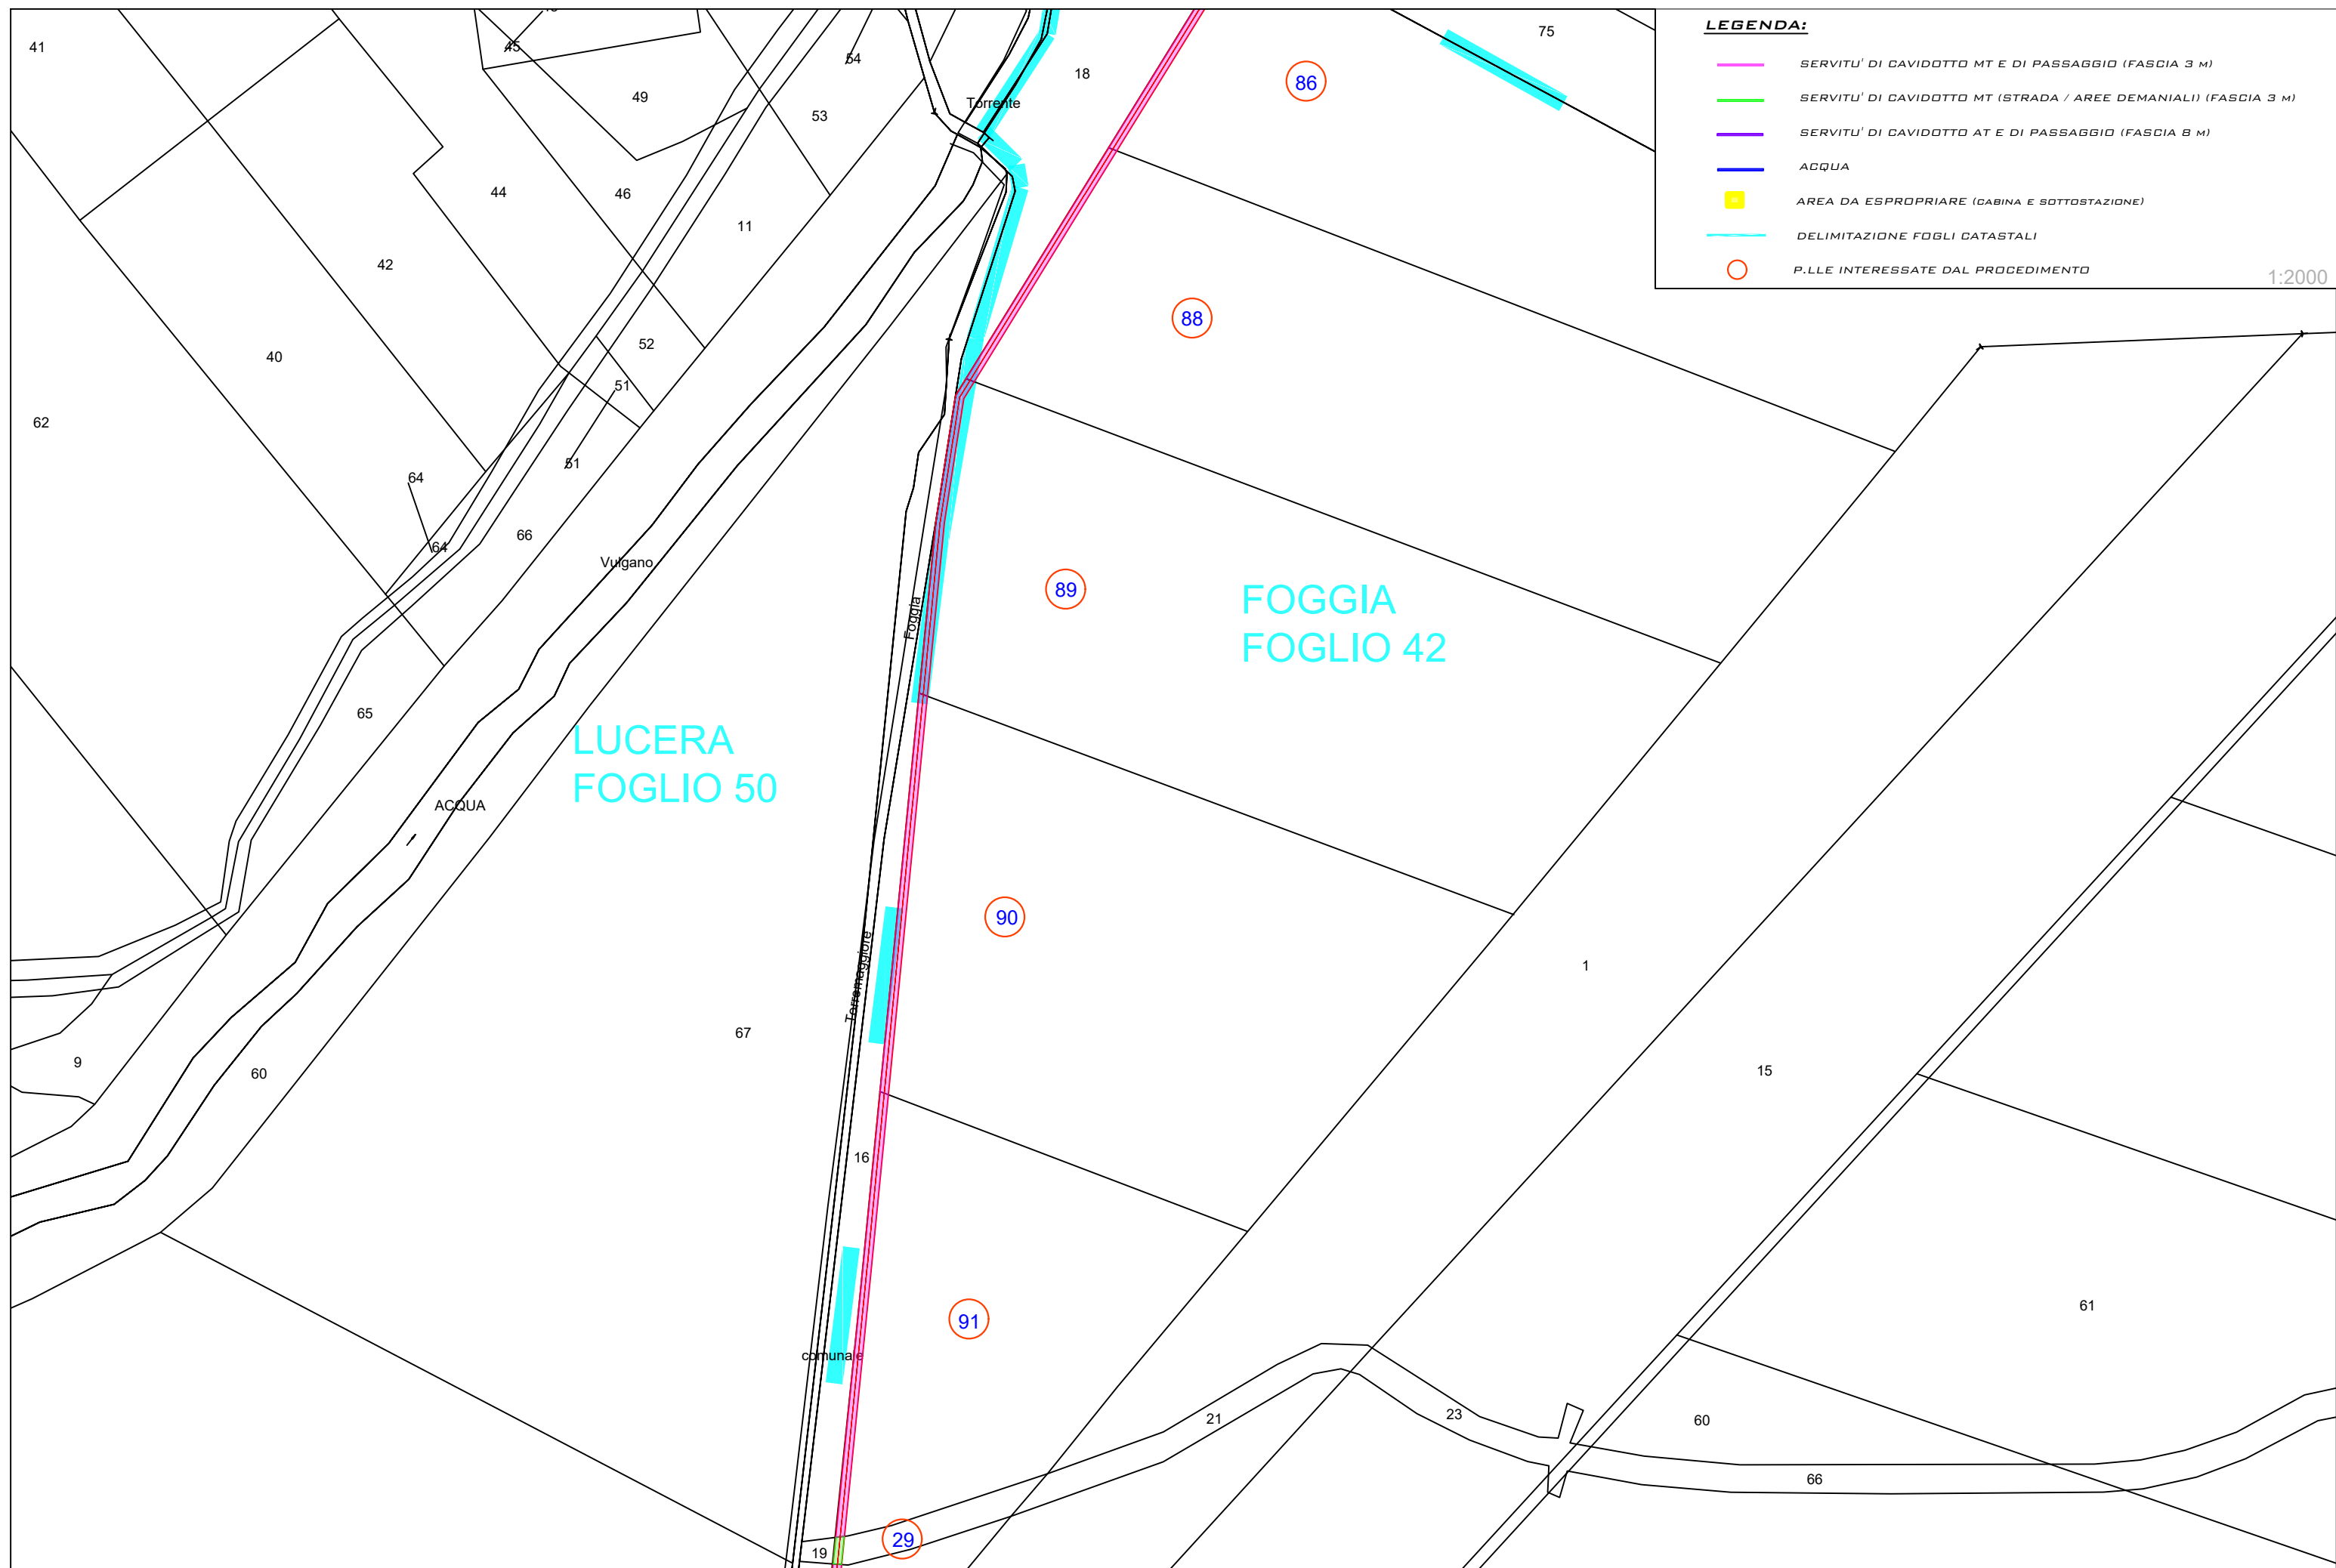 LEGENDA:
SERVITU' DI CAVIDOTTO MT E DI PASSAGGIO (FASCIA 3 M)
SERVITU' DI CAVIDOTTO MT (STRADA / AREE DEMANIALI) (FASCIA 3 M)
SERVITU' DI CAVIDOTTO AT E DI PASSAGGIO (FASCIA 8 M)
ACQUA
AREA DA ESPROPRIARE (CABINA E SOTTOSTAZIONE)
DELIMITAZIONE FOGLI CATASTALI
P.LLE INTERESSATE DAL PROCEDIMENTO
1:2000
41
45
54
18
86
75
49
53
Torrente
44
46
11
42
88
52
40
51
62
51
64
66
64
Vulgano
89
Foggia
FOGGIA
FOGLIO 42
65
LUCERA
FOGLIO 50
ACQUA
90
1
Torremaggiore
67
9
60
15
16
61
91
comunale
21
23
60
66
29
19